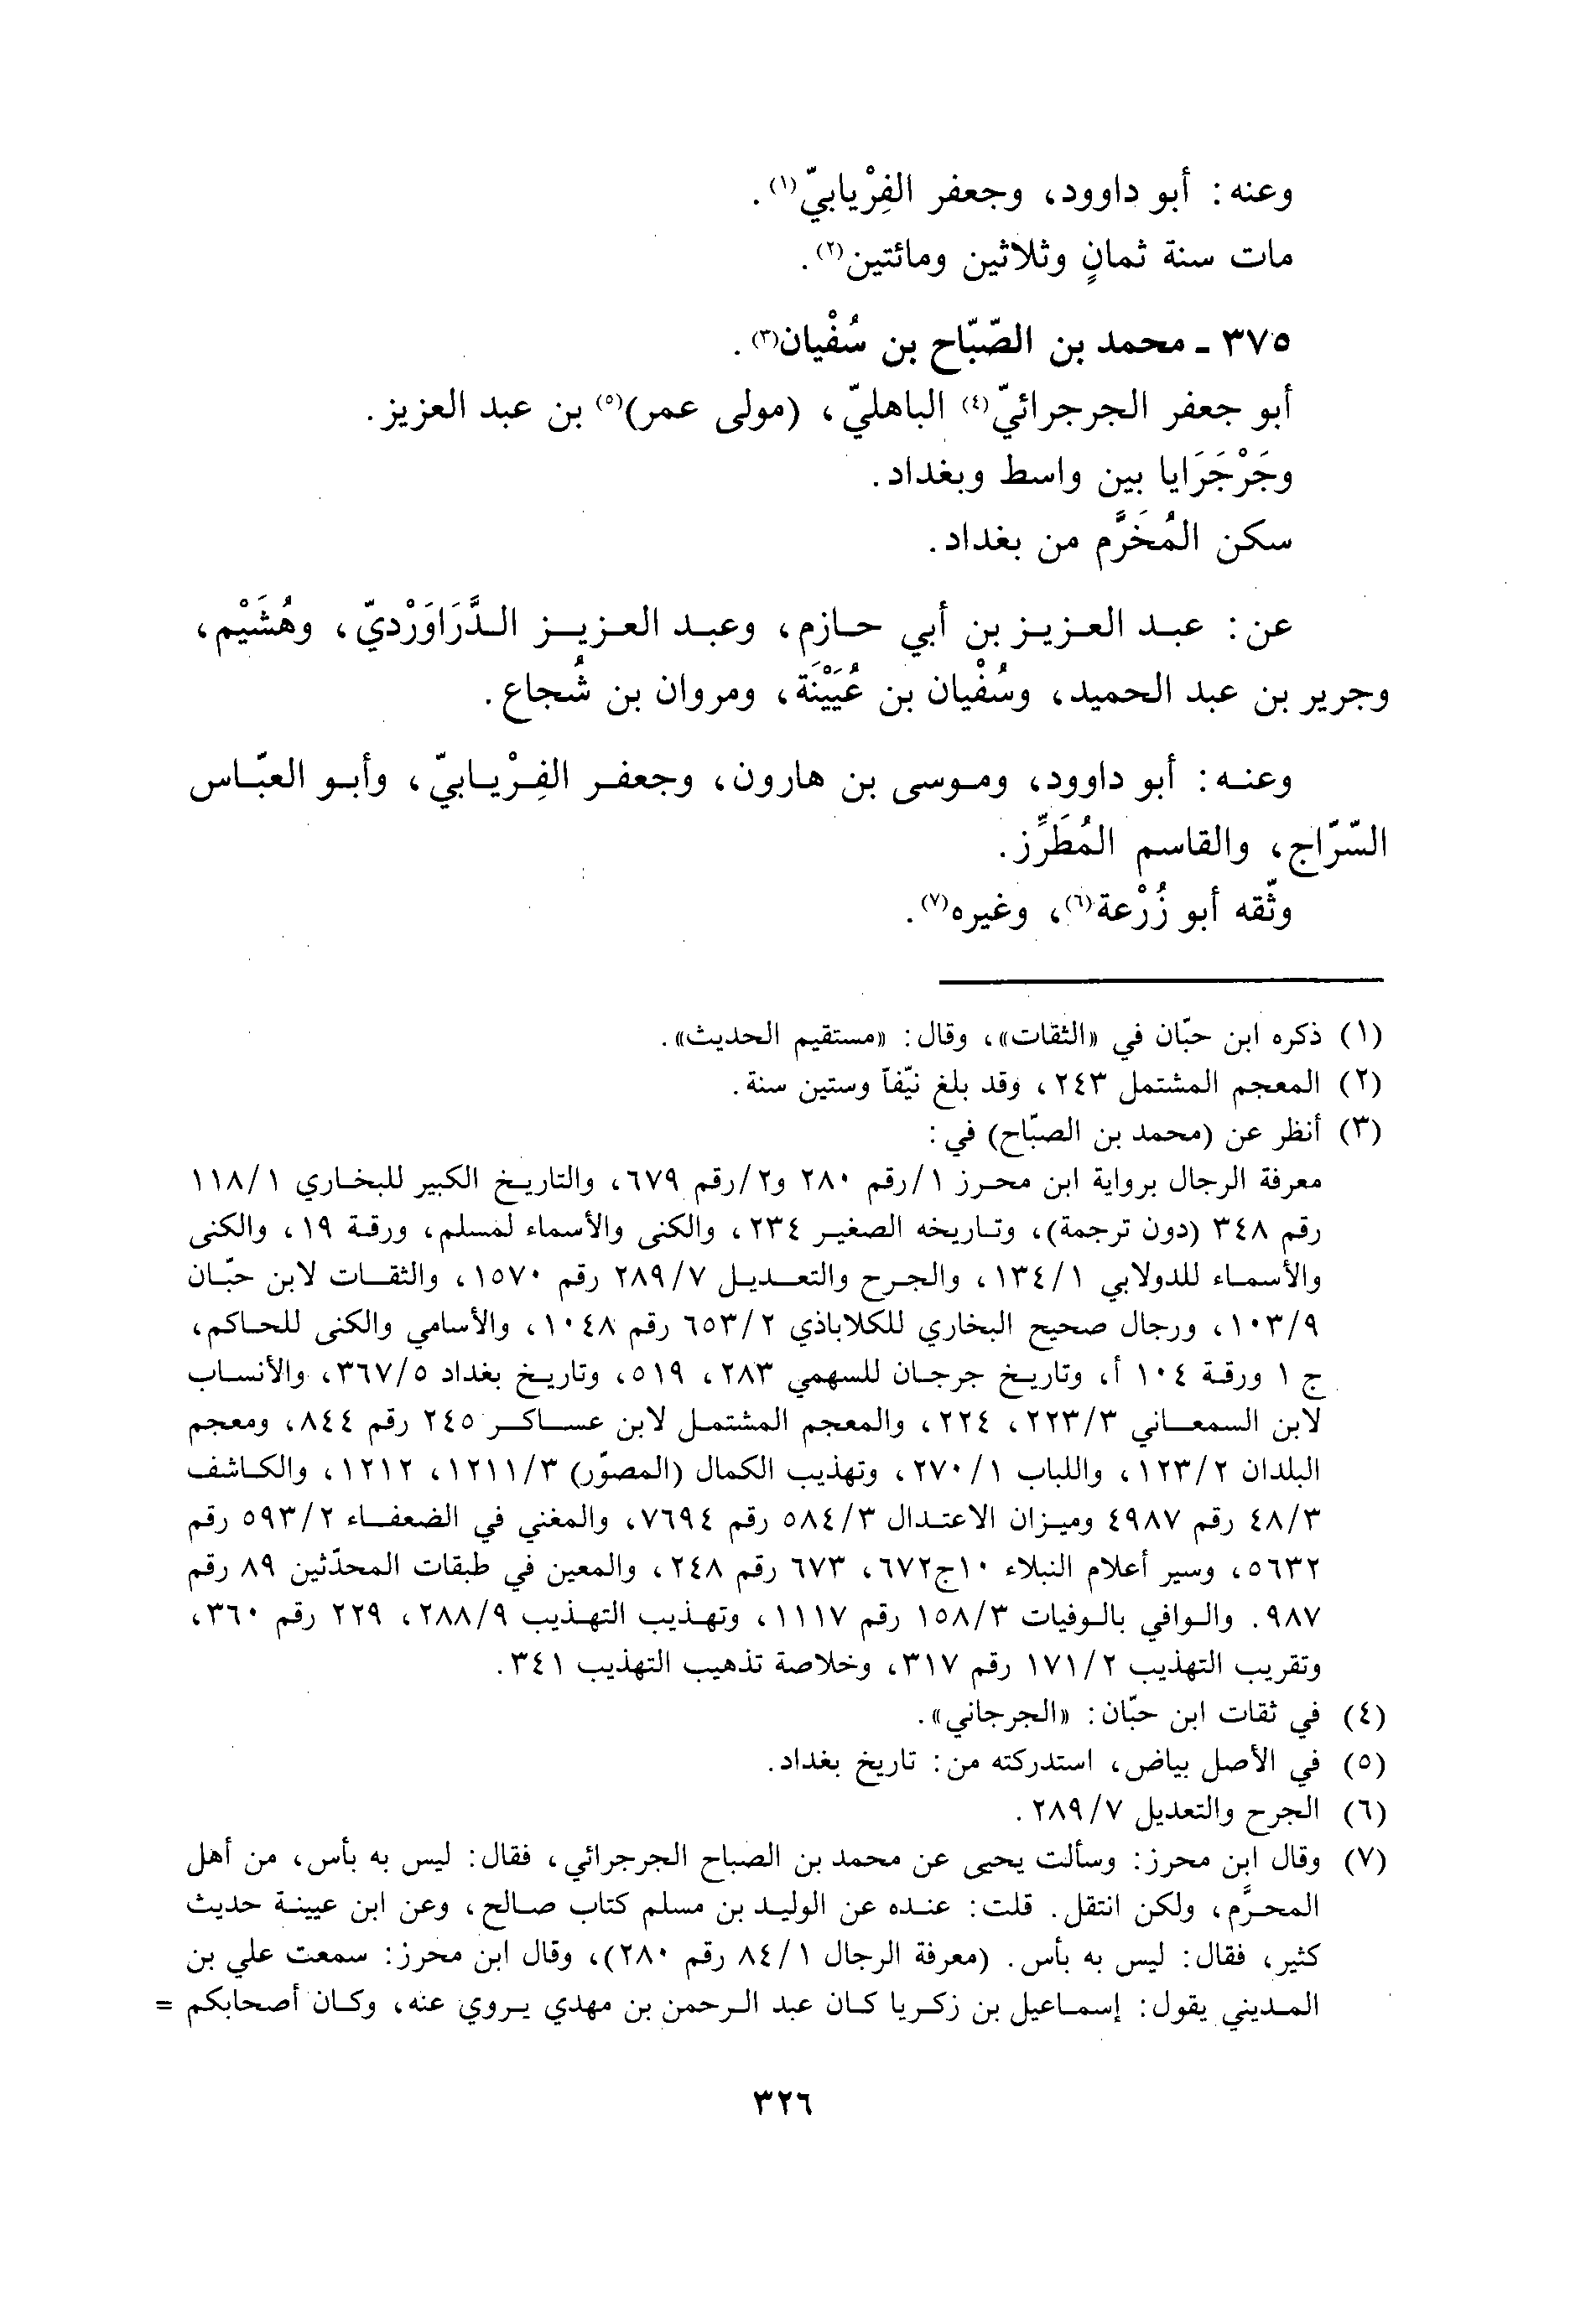 وعنه: أبو داوود، وجعفر الفِرْيابيّ(١).
مات سنة ثمانٍ وثلاثين ومائتين(٢).
٣٧٥ ـ محمد بن الصّبّاح بن سُفْيان(٣).
أبو جعفر الجرجرائيّ(٤) الباهليّ، (مولى عمر)(٥) بن عبد العزيز.
وجَرْجَرَايا بين واسط وبغداد.
سكن المُخَرَّم من بغداد.
عن: عبد العزيز بن أبي حازم، وعبد العزيز الدَّرَاوَرْديّ، وهُشَيْم،
وجرير بن عبد الحميد، وسُفْيان بن عُيَيْنَة، ومروان بن شُجاع.
وعنه: أبو داوود، وموسى بن هارون، وجعفر الفِرْيابيّ، وأبو العبّاس
السّرّاج، والقاسم المُطَرِّز.
وثّقه أبو زُرْعة(٦)، وغيره(٧).
(١) ذكره ابن حبّان في «الثقات»، وقال: «مستقيم الحديث».
(٢) المعجم المشتمل ٢٤٣، وقد بلغ نيّفاً وستين سنة.
(٣) أنظر عن (محمد بن الصبّاح) في:
معرفة الرجال برواية ابن محرز ١/رقم ٢٨٠ و٢/رقم ٦٧٩، والتاريخ الكبير للبخاري ١١٨/١
رقم ٣٤٨ (دون ترجمة)، وتاريخه الصغير ٢٣٤، والكنى والأسماء لمسلم، ورقة ١٩، والكنى
والأسماء للدولابي ١٣٤/١، والجرح والتعديل ٢٨٩/٧ رقم ١٥٧٠، والثقات لابن حبّان
١٠٣/٩، ورجال صحيح البخاري للكلاباذي ٦٥٣/٢ رقم ١٠٤٨، والأسامي والكنى للحاكم،
ج ١ ورقة ١٠٤ أ، وتاريخ جرجان للسهمي ٢٨٣، ٥١٩، وتاريخ بغداد ٣٦٧/٥، والأنساب
لابن السمعاني ٢٢٣/٣، ٢٢٤، والمعجم المشتمل لابن عساكر ٢٤٥ رقم ٨٤٤، ومعجم
البلدان ١٢٣/٢، واللباب ٢٧٠/١، وتهذيب الكمال (المصوّر) ١٢١١/٣، ١٢١٢، والكاشف
٤٨/٣ رقم ٤٩٨٧ وميزان الاعتدال ٥٨٤/٣ رقم ٧٦٩٤، والمغني في الضعفاء ٥٩٣/٢ رقم
٥٦٣٢، وسير أعلام النبلاء ١٠ج٦٧٢، ٦٧٣ رقم ٢٤٨، والمعين في طبقات المحدّثين ٨٩ رقم
٩٨٧. والوافي بالوفيات ١٥٨/٣ رقم ١١١٧، وتهذيب التهذيب ٢٨٨/٩، ٢٢٩ رقم ٣٦٠،
وتقريب التهذيب ١٧١/٢ رقم ٣١٧، وخلاصة تذهيب التهذيب ٣٤١.
(٤) في ثقات ابن حبّان: «الجرجاني».
(٥) في الأصل بياض، استدركته من: تاريخ بغداد.
(٦) الجرح والتعديل ٢٨٩/٧.
(٧) وقال ابن محرز: وسألت يحيى عن محمد بن الصباح الجرجرائي، فقال: ليس به بأس، من أهل
المحرَّم، ولكن انتقل. قلت: عنده عن الوليد بن مسلم كتاب صالح، وعن ابن عيينة حديث
كثير، فقال: ليس به بأس. (معرفة الرجال ٨٤/١ رقم ٢٨٠)، وقال ابن محرز: سمعت علي بن
المديني يقول: إسماعيل بن زكريا كان عبد الرحمن بن مهدي يروي عنه، وكان أصحابكم =
٣٢٦